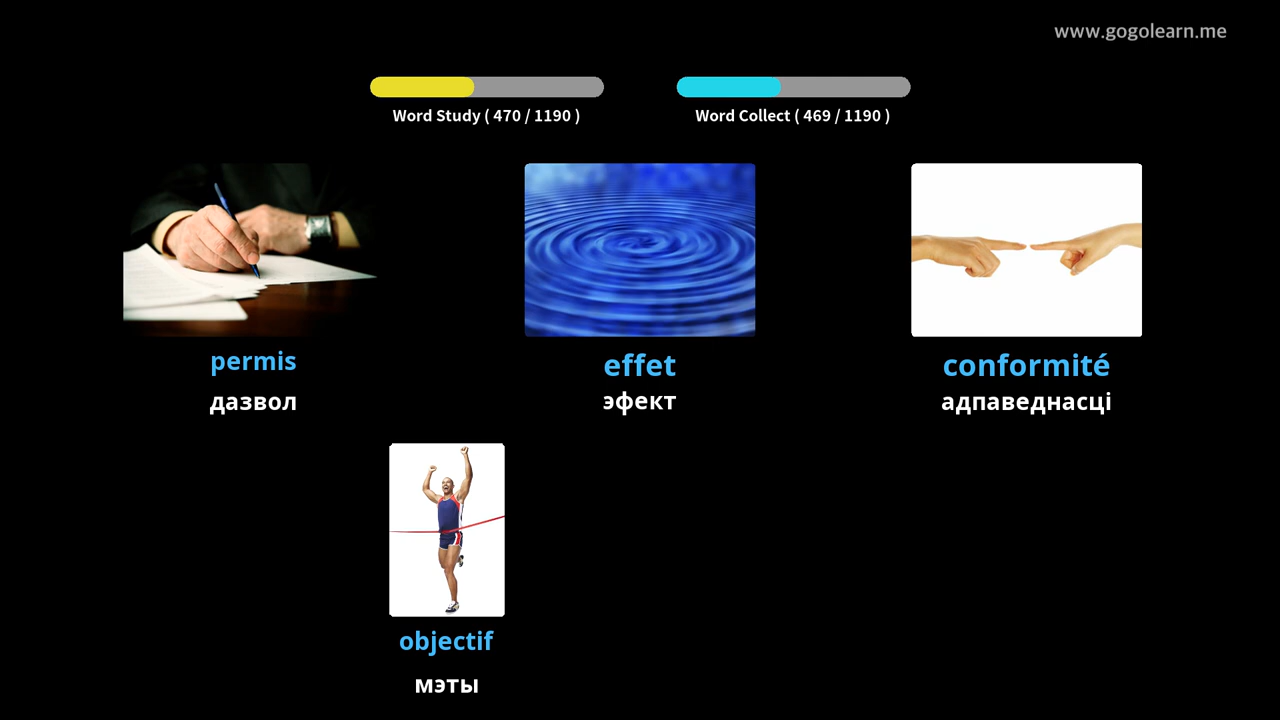 www.gogolearn.me
Word Study ( 470 / 1190 )
Word Collect ( 469 / 1190 )
permis
effet
conformité
дазвол
эфект
адпаведнасці
objectif
мэты